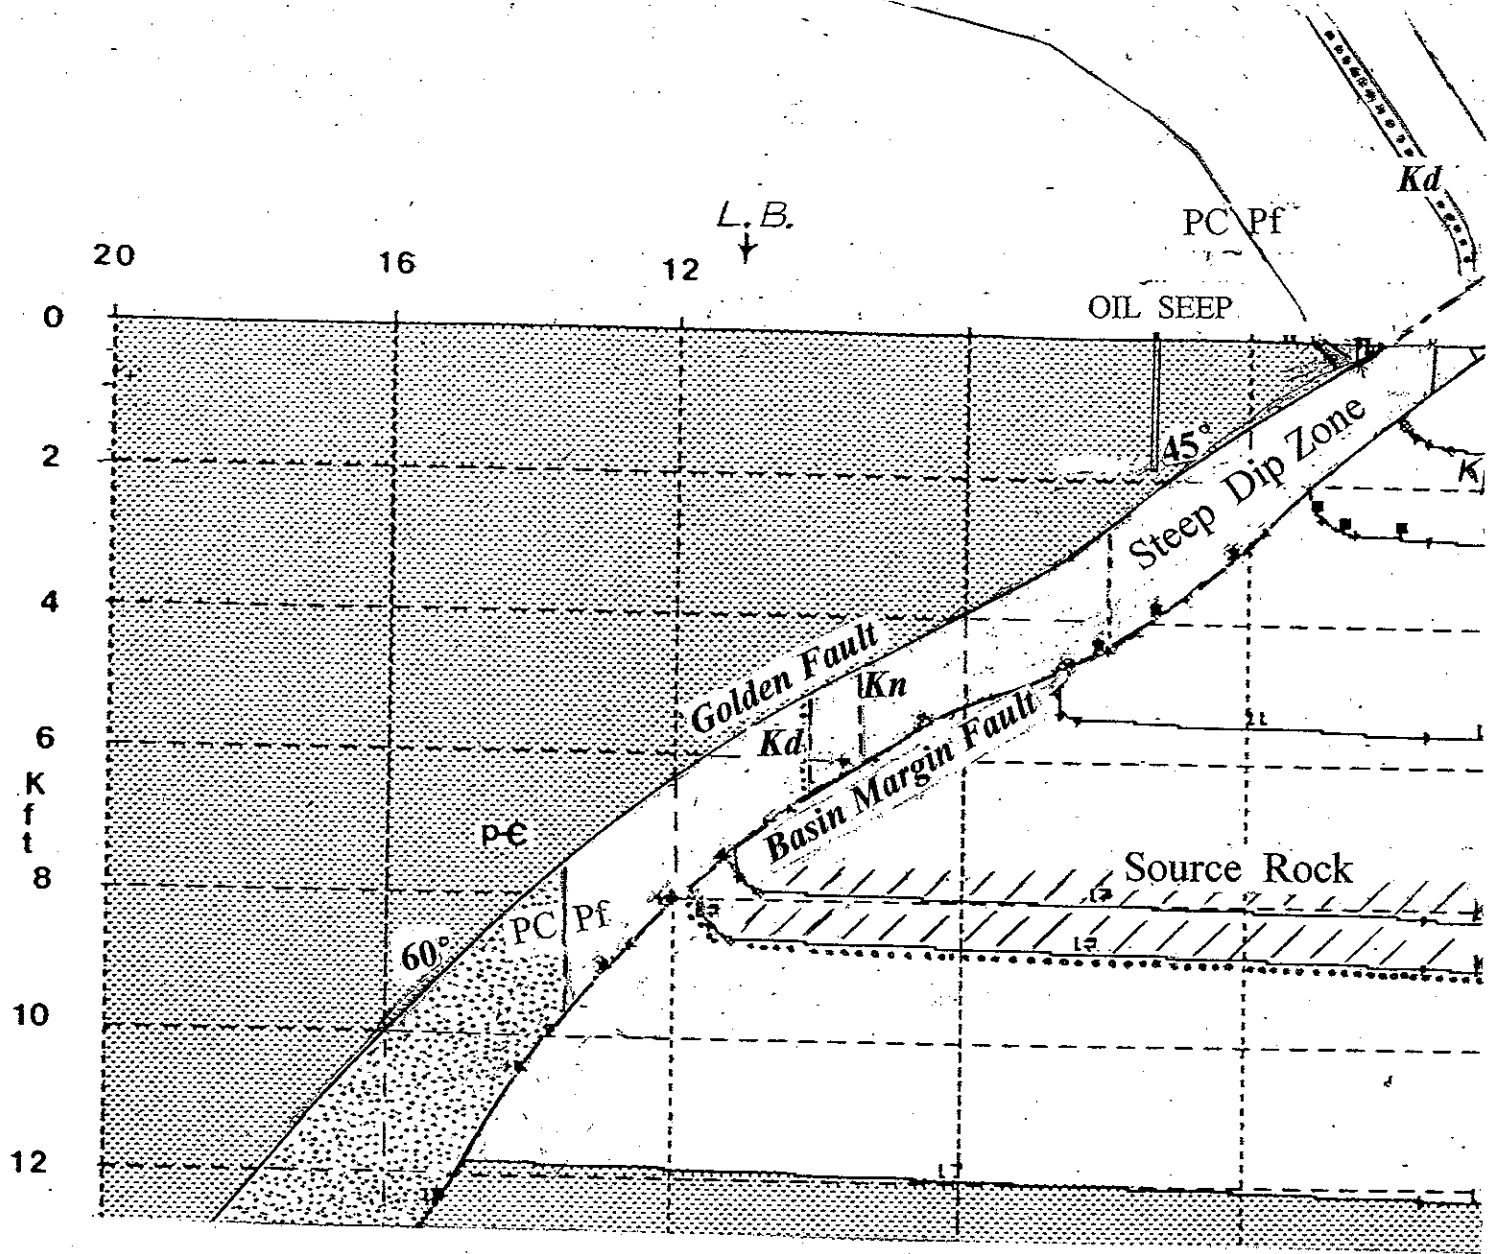 Kd
L.B.
PC Pf
20
16
12
OIL SEEP
0
45°
2
Steep Dip Zone
K
4
Golden Fault
Kn
6
Kd
Basin Margin Fault
Kft
P-Є
Source Rock
8
PC Pf
60°
10
12